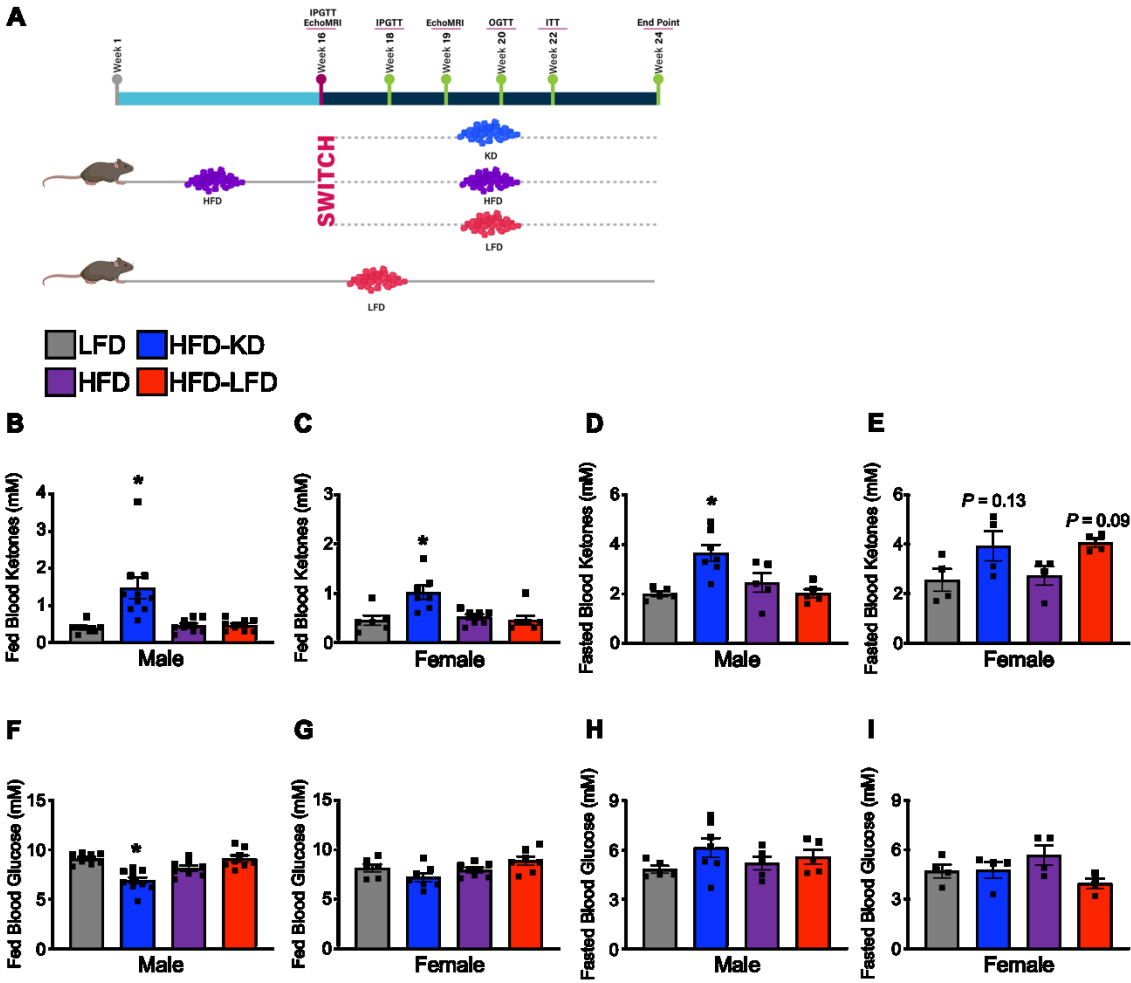 A
IPGTT
EchoMRI
IPGTT
EchoMRI
OGTT
ITT
End Point
Week 1
Week 16
Week 18
Week 19
Week 20
Week 22
Week 24
SWITCH
KD
HFD
HFD
LFD
LFD
LFD
HFD-KD
HFD
HFD-LFD
B
C
D
E
Fed Blood Ketones (mM)
4
3
2
1
0
*
Male
Fed Blood Ketones (mM)
3
2
1
0
*
Female
Fasted Blood Ketones (mM)
6
4
2
0
*
Male
Fasted Blood Ketones (mM)
6
4
2
0
P = 0.13
P = 0.09
Female
F
G
H
I
Fed Blood Glucose (mM)
15
10
5
0
*
Male
Fed Blood Glucose (mM)
15
10
5
0
Female
Fasted Blood Glucose (mM)
9
6
3
0
Male
Fasted Blood Glucose (mM)
9
6
3
0
Female